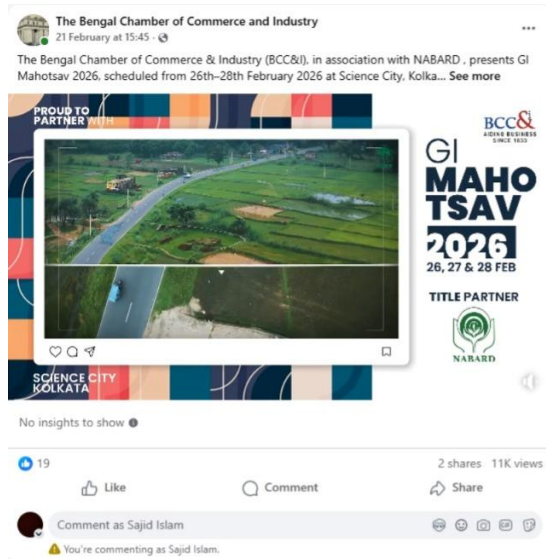 The Bengal Chamber of Commerce and Industry
21 February at 15:45 ·
The Bengal Chamber of Commerce & Industry (BCC&I), in association with NABARD , presents GI
Mahotsav 2026, scheduled from 26th–28th February 2026 at Science City, Kolka... See more
PROUD TO
PARTNER WITH
BCC&I
AIDING BUSINESS
SINCE 1853
GI
MAHO
TSAV
2026
26, 27 & 28 FEB
TITLE PARTNER
NABARD
SCIENCE CITY
KOLKATA
No insights to show
19
2 shares 11K views
Like
Comment
Share
Comment as Sajid Islam
GIF
You're commenting as Sajid Islam.